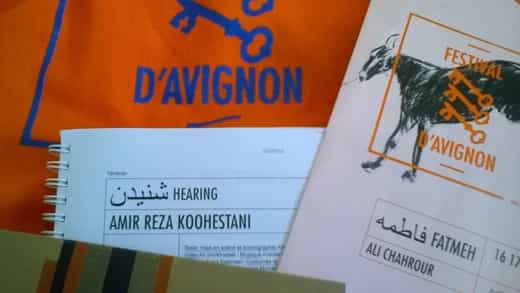 D'AVIGNON
شنیدن HEARING
AMIR REZA KOOHESTANI
FESTIVAL
D'AVIGNON
فاطمه FATMEH
ALI CHAHROUR
16 17